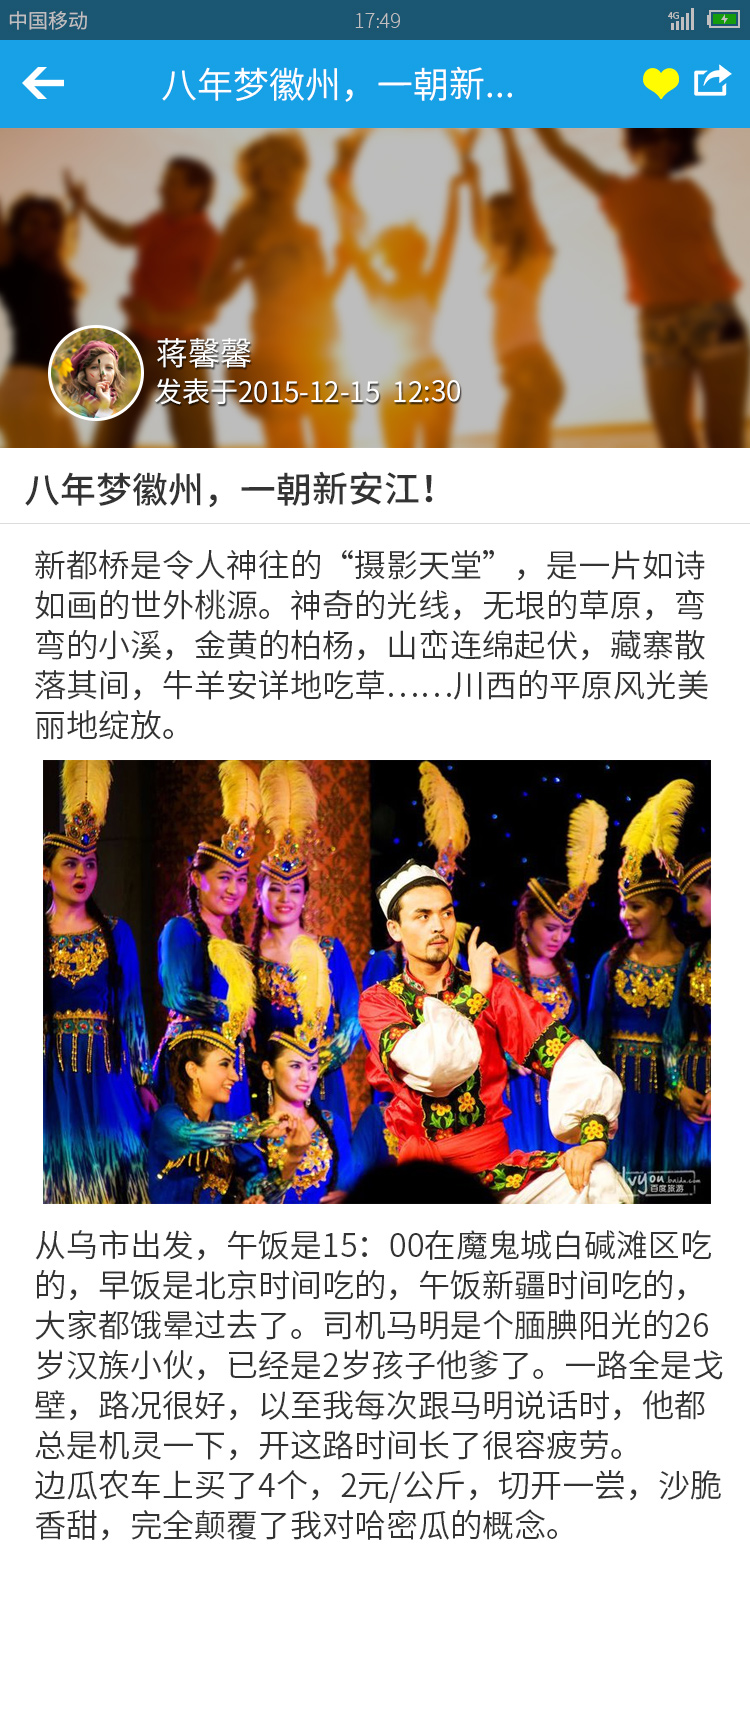 中国移动 17:49 4G
八年梦徽州，一朝新...
蒋馨馨
发表于2015-12-15 12:30
八年梦徽州，一朝新安江！
新都桥是令人神往的“摄影天堂”，是一片如诗
如画的世外桃源。神奇的光线，无垠的草原，弯
弯的小溪，金黄的柏杨，山峦连绵起伏，藏寨散
落其间，牛羊安详地吃草……川西的平原风光美
丽地绽放。
lvyou.baidu.com
百度旅游
从乌市出发，午饭是15：00在魔鬼城白碱滩区吃
的，早饭是北京时间吃的，午饭新疆时间吃的，
大家都饿晕过去了。司机马明是个腼腆阳光的26
岁汉族小伙，已经是2岁孩子他爹了。一路全是戈
壁，路况很好，以至我每次跟马明说话时，他都
总是机灵一下，开这路时间长了很容疲劳。
边瓜农车上买了4个，2元/公斤，切开一尝，沙脆
香甜，完全颠覆了我对哈密瓜的概念。